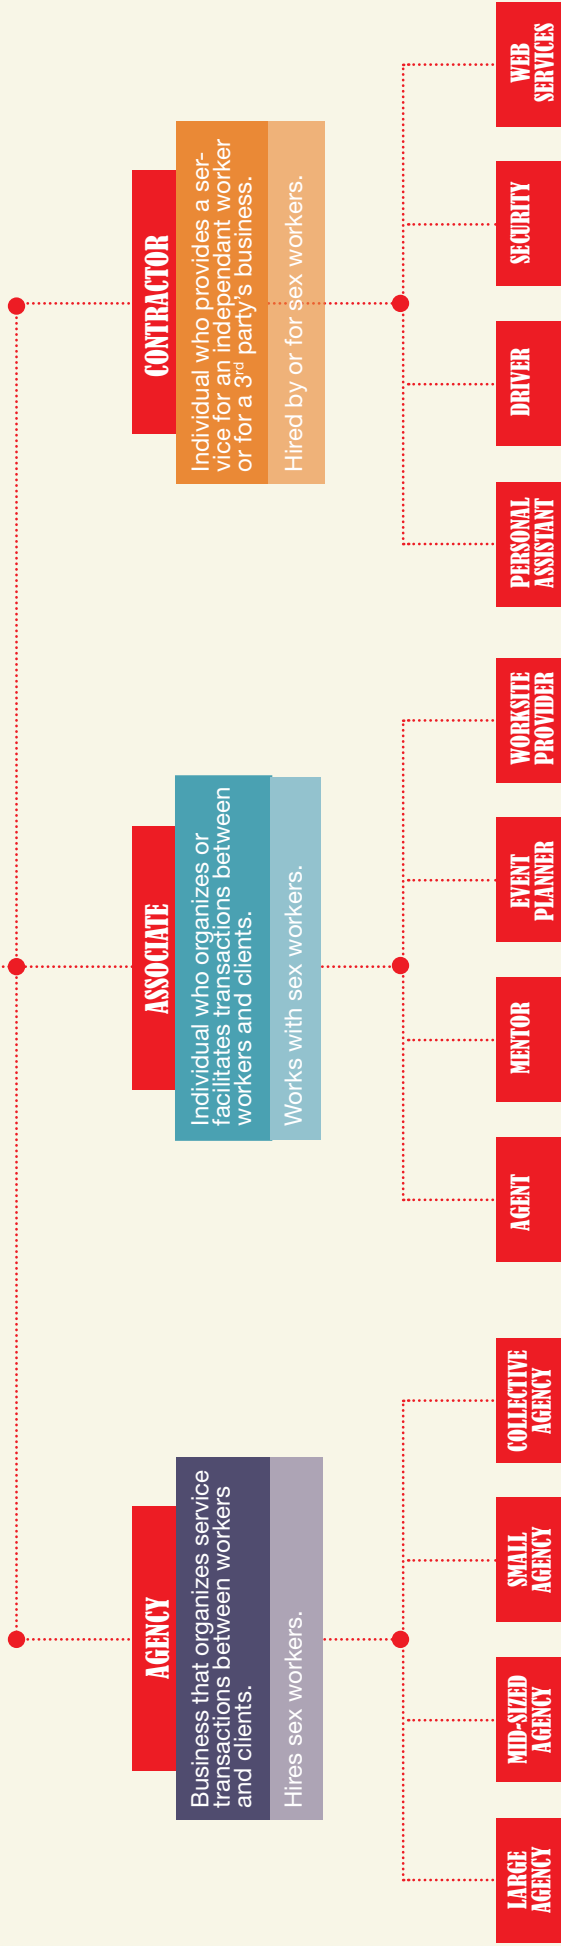 AGENCY
Business that organizes service
transactions between workers
and clients.
Hires sex workers.
LARGE
AGENCY
MID-SIZED
AGENCY
SMALL
AGENCY
COLLECTIVE
AGENCY
ASSOCIATE
Individual who organizes or
facilitates transactions between
workers and clients.
Works with sex workers.
AGENT
MENTOR
EVENT
PLANNER
WORKSITE
PROVIDER
CONTRACTOR
Individual who provides a ser-
vice for an independant worker
or for a 3rd party's business.
Hired by or for sex workers.
PERSONAL
ASSISTANT
DRIVER
SECURITY
WEB
SERVICES